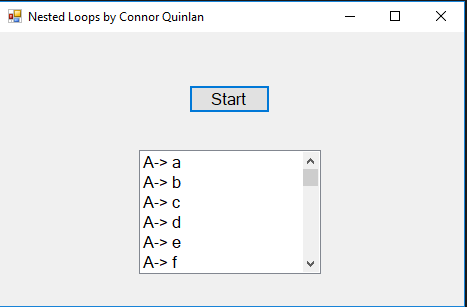 Nested Loops by Connor Quinlan
Start
A-> a
A-> b
A-> c
A-> d
A-> e
A-> f